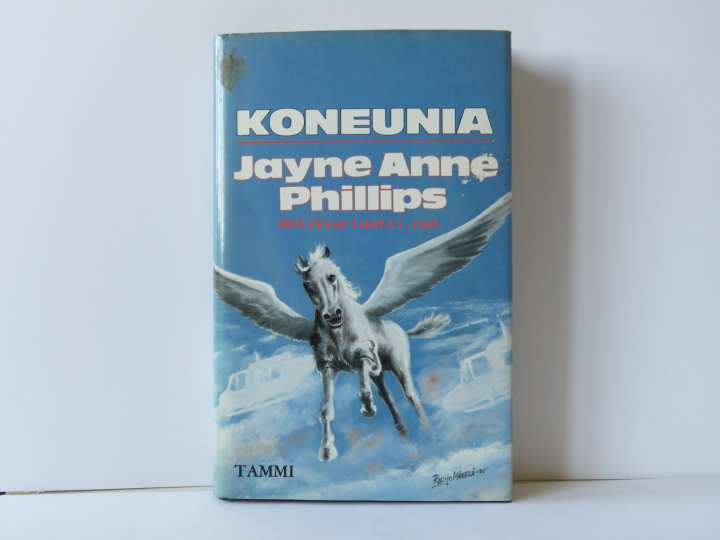 KONEUNIA
Jayne Anne
Phillips
Antikvariaatti.net
TAMMI